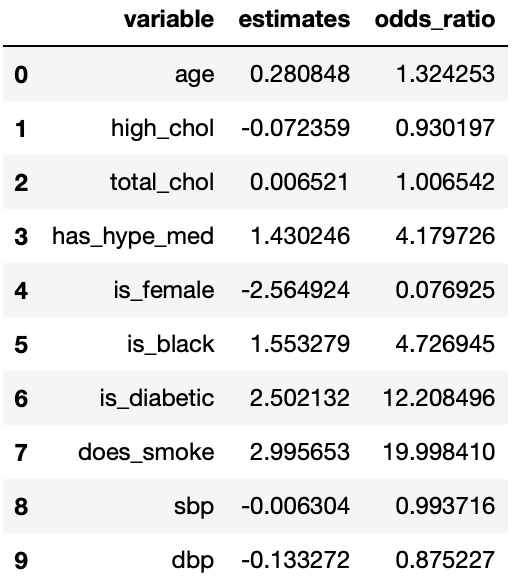 variable estimates odds_ratio
0 age 0.280848 1.324253
1 high_chol -0.072359 0.930197
2 total_chol 0.006521 1.006542
3 has_hype_med 1.430246 4.179726
4 is_female -2.564924 0.076925
5 is_black 1.553279 4.726945
6 is_diabetic 2.502132 12.208496
7 does_smoke 2.995653 19.998410
8 sbp -0.006304 0.993716
9 dbp -0.133272 0.875227